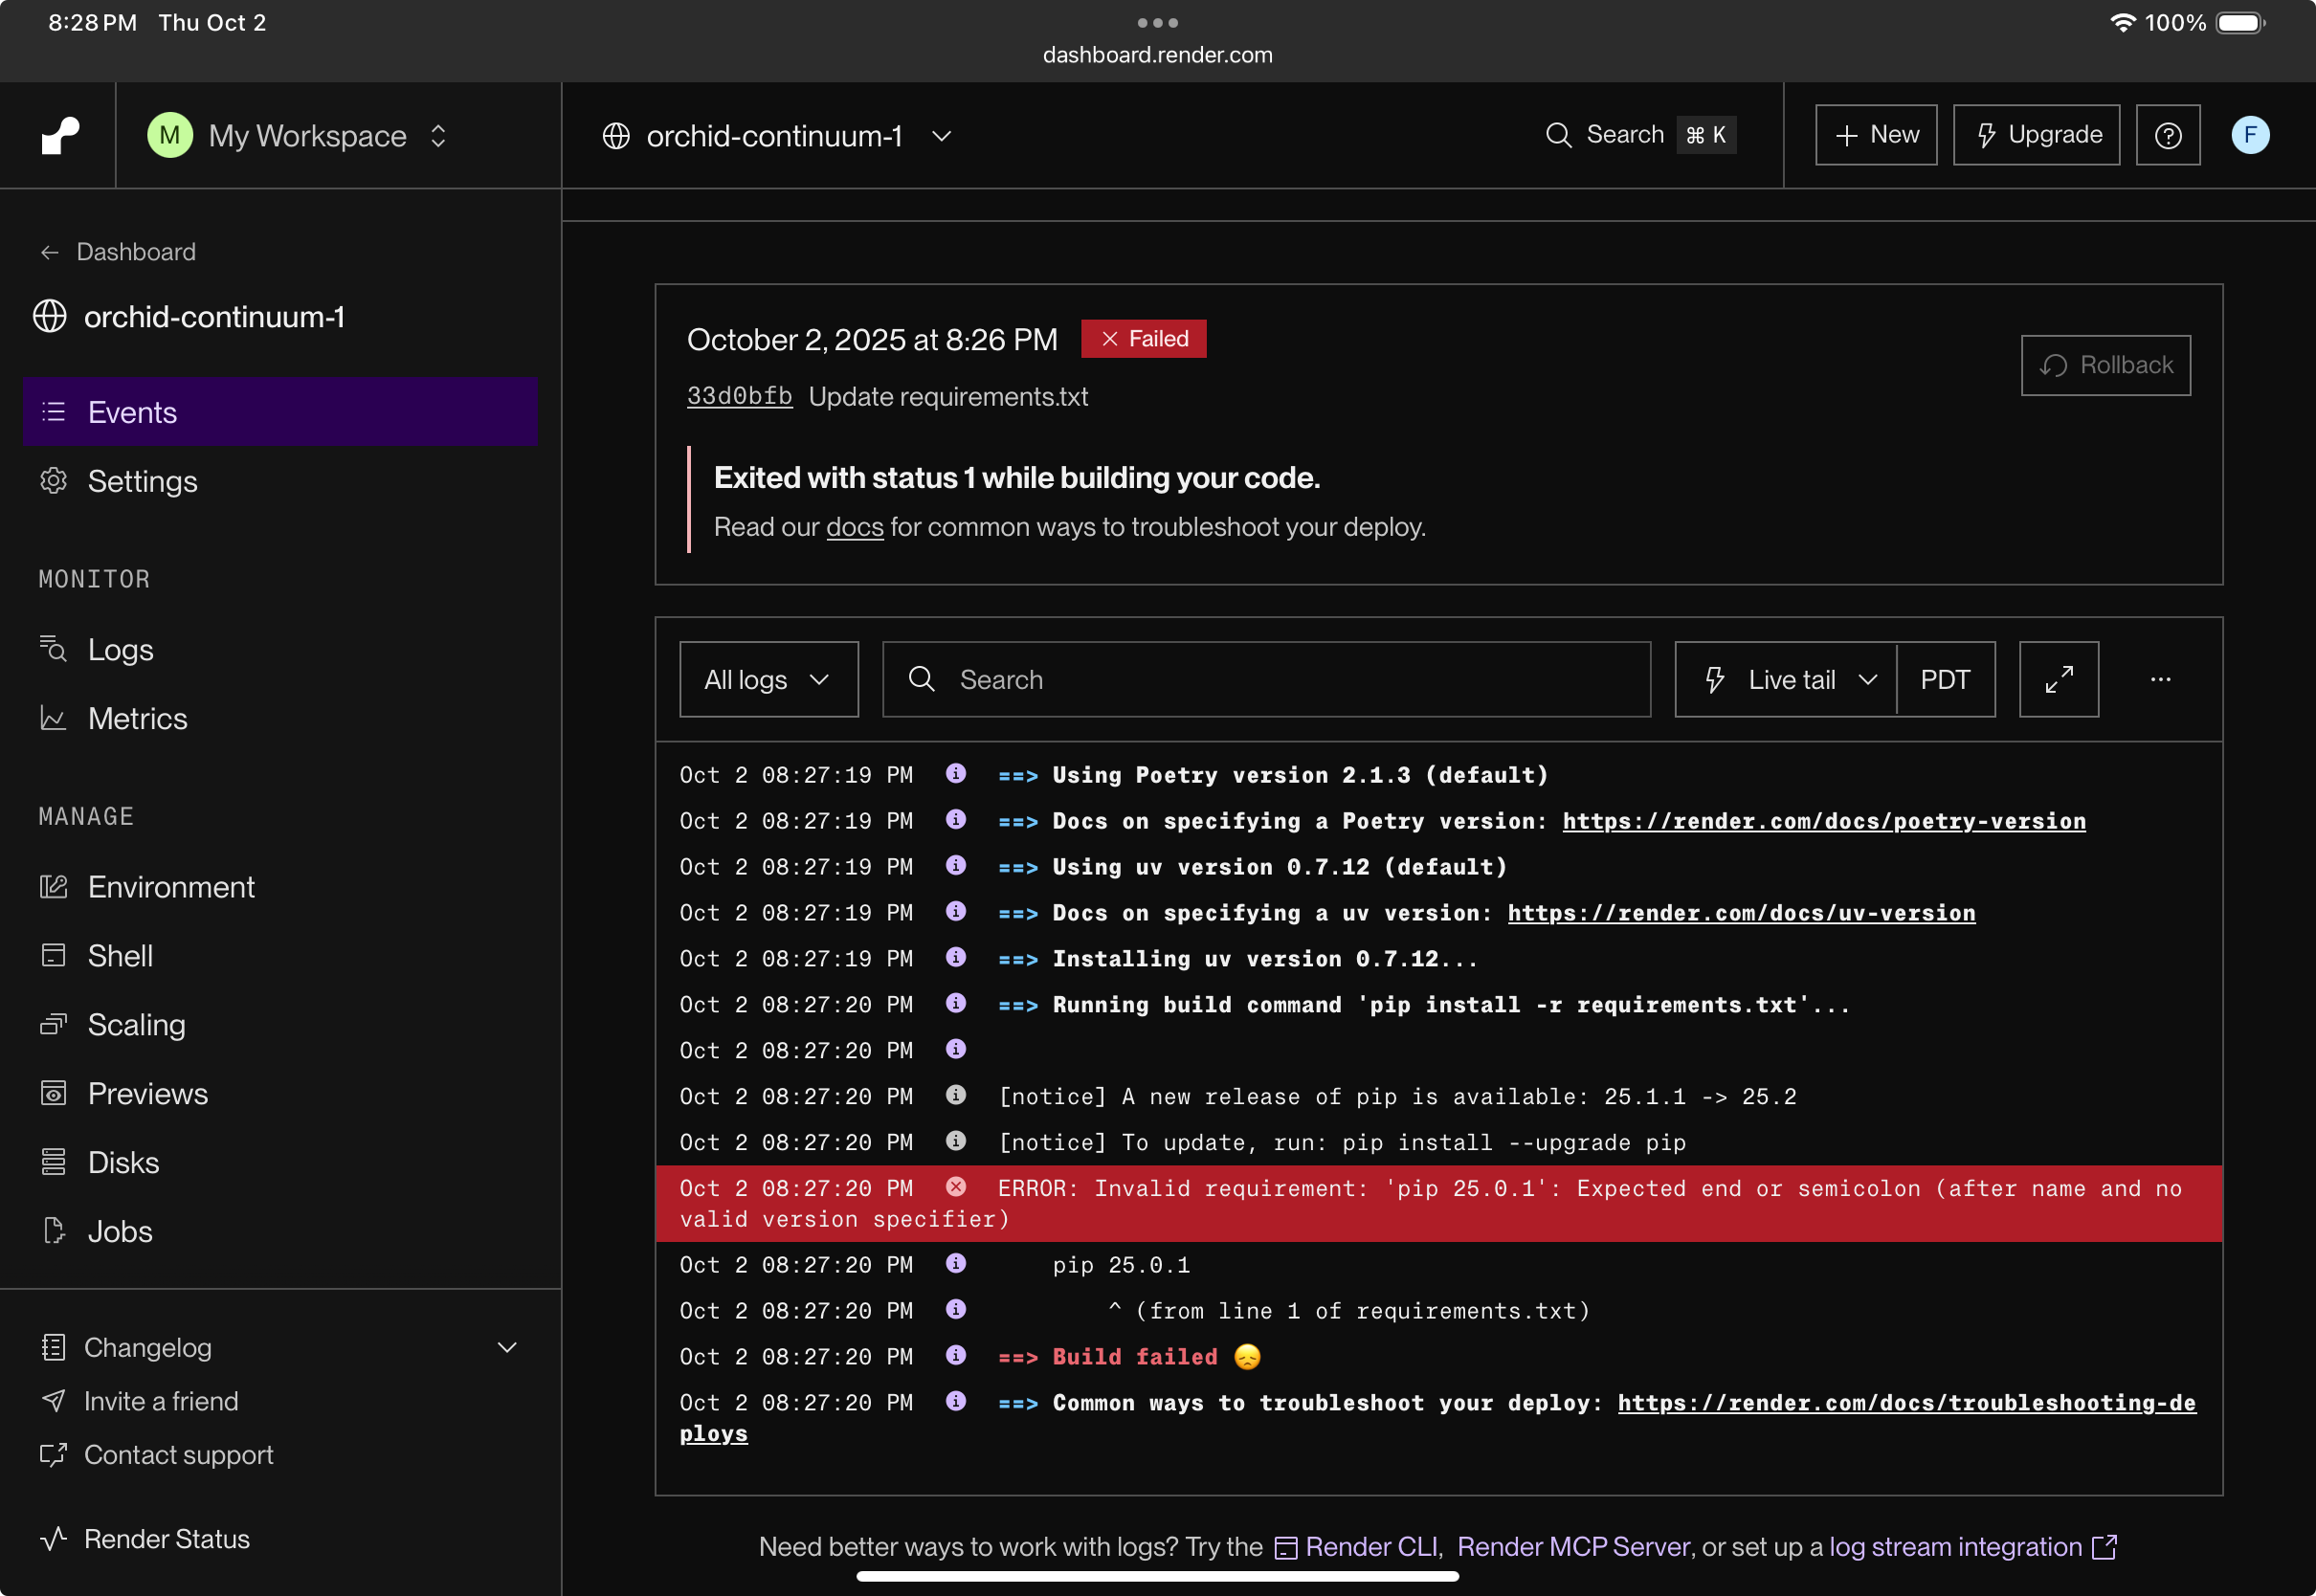 8:28 PM Thu Oct 2
100%
dashboard.render.com
M My Workspace
orchid-continuum-1
Search ⌘ K
+ New
Upgrade
F
← Dashboard
orchid-continuum-1
Events
Settings
MONITOR
Logs
Metrics
MANAGE
Environment
Shell
Scaling
Previews
Disks
Jobs
Changelog
Invite a friend
Contact support
Render Status
October 2, 2025 at 8:26 PM
Failed
33d0bfb Update requirements.txt
Rollback
Exited with status 1 while building your code.
Read our docs for common ways to troubleshoot your deploy.
All logs
Search
Live tail
PDT
Oct 2 08:27:19 PM ==> Using Poetry version 2.1.3 (default)
Oct 2 08:27:19 PM ==> Docs on specifying a Poetry version: https://render.com/docs/poetry-version
Oct 2 08:27:19 PM ==> Using uv version 0.7.12 (default)
Oct 2 08:27:19 PM ==> Docs on specifying a uv version: https://render.com/docs/uv-version
Oct 2 08:27:19 PM ==> Installing uv version 0.7.12...
Oct 2 08:27:20 PM ==> Running build command 'pip install -r requirements.txt'...
Oct 2 08:27:20 PM
Oct 2 08:27:20 PM [notice] A new release of pip is available: 25.1.1 -> 25.2
Oct 2 08:27:20 PM [notice] To update, run: pip install --upgrade pip
Oct 2 08:27:20 PM ERROR: Invalid requirement: 'pip 25.0.1': Expected end or semicolon (after name and no
valid version specifier)
Oct 2 08:27:20 PM pip 25.0.1
Oct 2 08:27:20 PM ^ (from line 1 of requirements.txt)
Oct 2 08:27:20 PM ==> Build failed 😞
Oct 2 08:27:20 PM ==> Common ways to troubleshoot your deploy: https://render.com/docs/troubleshooting-de
ploys
Need better ways to work with logs? Try the Render CLI, Render MCP Server, or set up a log stream integration